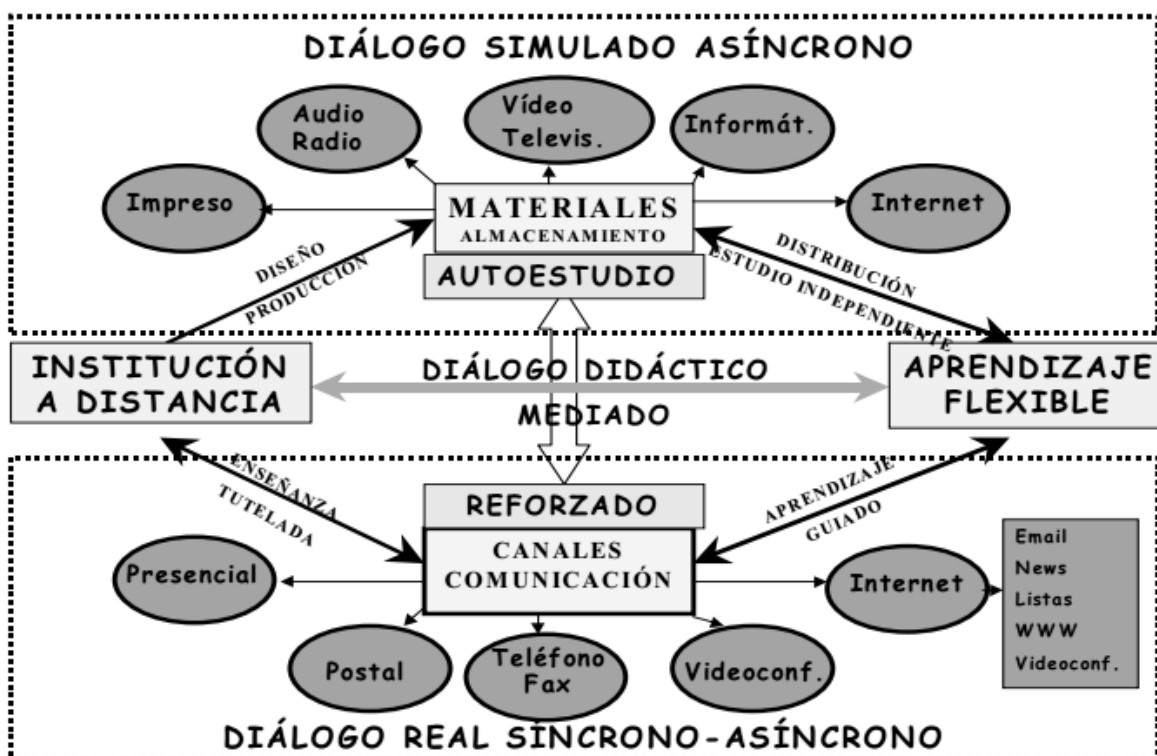 DIÁLOGO SIMULADO ASÍNCRONO
Audio
Radio
Vídeo
Televis.
Informát.
Impreso
Internet
MATERIALES
ALMACENAMIENTO
AUTOESTUDIO
DISEÑO
PRODUCCION
DISTRIBUCIÓN
ESTUDIO INDEPENDIENTE
INSTITUCIÓN
A DISTANCIA
DIÁLOGO DIDÁCTICO
MEDIADO
APRENDIZAJE
FLEXIBLE
ENSEÑANZA
TUTELADA
REFORZADO
CANALES
COMUNICACIÓN
APRENDIZAJE
GUIADO
Presencial
Postal
Teléfono
Fax
Videoconf.
Internet
Email
News
Listas
WWW
Videoconf.
DIÁLOGO REAL SÍNCRONO-ASÍNCRONO